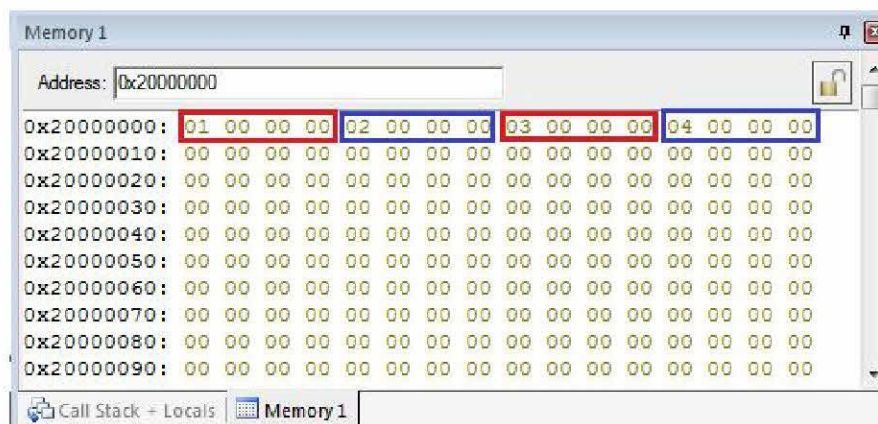 Memory 1
Address: 0x20000000
0x20000000: 01 00 00 00 02 00 00 00 03 00 00 00 04 00 00 00
0x20000010: 00 00 00 00 00 00 00 00 00 00 00 00 00 00 00 00
0x20000020: 00 00 00 00 00 00 00 00 00 00 00 00 00 00 00 00
0x20000030: 00 00 00 00 00 00 00 00 00 00 00 00 00 00 00 00
0x20000040: 00 00 00 00 00 00 00 00 00 00 00 00 00 00 00 00
0x20000050: 00 00 00 00 00 00 00 00 00 00 00 00 00 00 00 00
0x20000060: 00 00 00 00 00 00 00 00 00 00 00 00 00 00 00 00
0x20000070: 00 00 00 00 00 00 00 00 00 00 00 00 00 00 00 00
0x20000080: 00 00 00 00 00 00 00 00 00 00 00 00 00 00 00 00
0x20000090: 00 00 00 00 00 00 00 00 00 00 00 00 00 00 00 00
Call Stack + Locals Memory 1